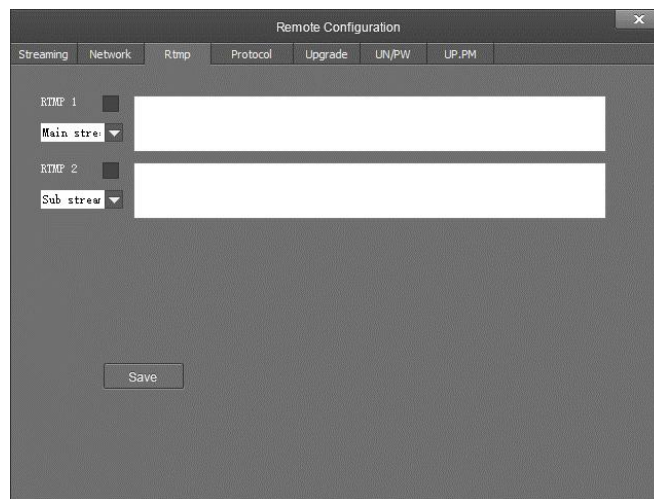 Remote Configuration
Streaming Network Rtmp Protocol Upgrade UN/PW UP.PM
RTMP 1
Main stre
RTMP 2
Sub strea
Save